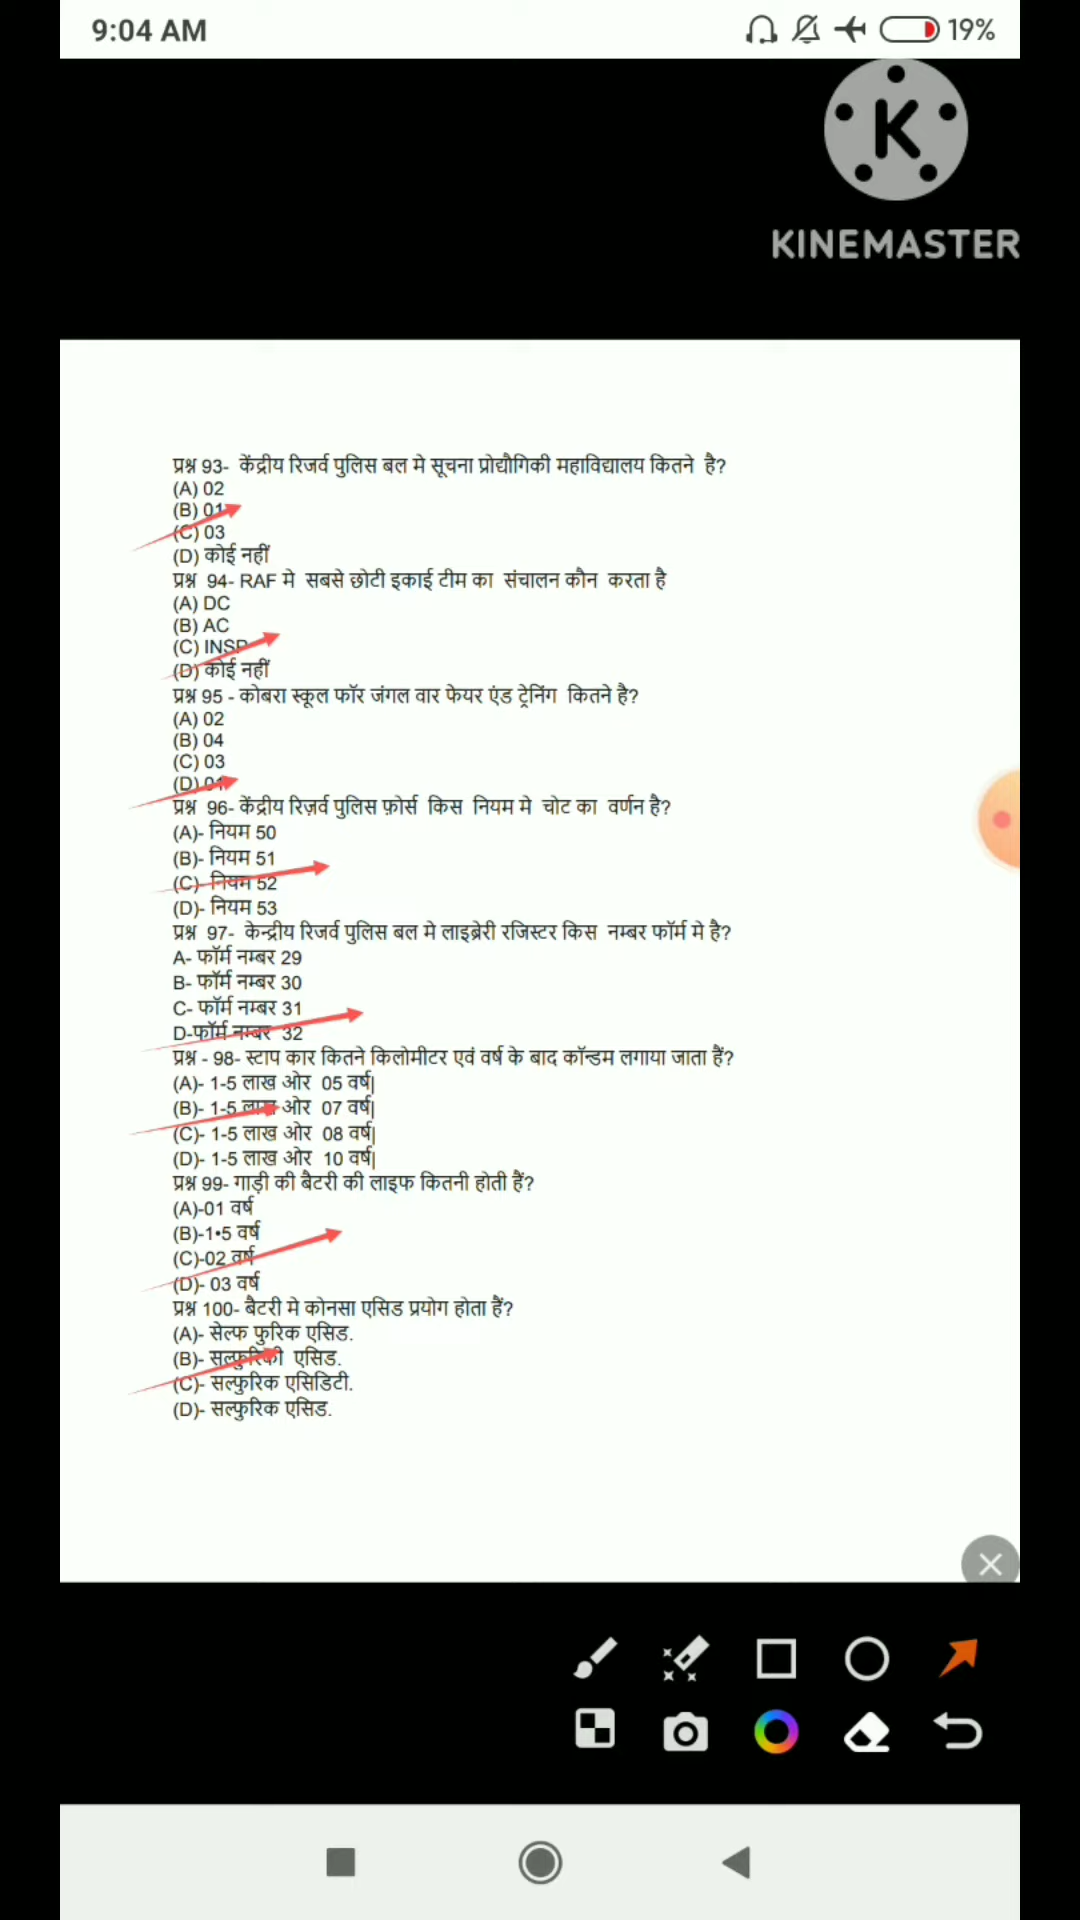 9:04 AM
19%
K
KINEMASTER
प्रश्न 93- केंद्रीय रिजर्व पुलिस बल मे सूचना प्रोद्यौगिकी महाविद्यालय कितने है?
(A) 02
(B) 01
(C) 03
(D) कोई नहीं
प्रश्न 94- RAF मे सबसे छोटी इकाई टीम का संचालन कौन करता है
(A) DC
(B) AC
(C) INSP
(D) कोई नहीं
प्रश्न 95 - कोबरा स्कूल फॉर जंगल वार फेयर एंड ट्रेनिंग कितने है?
(A) 02
(B) 04
(C) 03
(D) 01
प्रश्न 96- केंद्रीय रिज़र्व पुलिस फ़ोर्स किस नियम मे चोट का वर्णन है?
(A)- नियम 50
(B)- नियम 51
(C)- नियम 52
(D)- नियम 53
प्रश्न 97- केन्द्रीय रिजर्व पुलिस बल मे लाइब्रेरी रजिस्टर किस नम्बर फॉर्म मे है?
A- फॉर्म नम्बर 29
B- फॉर्म नम्बर 30
C- फॉर्म नम्बर 31
D-फॉर्म नम्बर 32
प्रश्न - 98- स्टाप कार कितने किलोमीटर एवं वर्ष के बाद कॉन्डम लगाया जाता हैं?
(A)- 1-5 लाख ओर 05 वर्ष|
(B)- 1-5 लाख ओर 07 वर्ष|
(C)- 1-5 लाख ओर 08 वर्ष|
(D)- 1-5 लाख ओर 10 वर्ष|
प्रश्न 99- गाड़ी की बैटरी की लाइफ कितनी होती हैं?
(A)-01 वर्ष
(B)-1•5 वर्ष
(C)-02 वर्ष
(D)- 03 वर्ष
प्रश्न 100- बैटरी मे कोनसा एसिड प्रयोग होता हैं?
(A)- सेल्फ फुरिक एसिड.
(B)- सल्फुरिकी एसिड.
(C)- सल्फुरिक एसिडिटी.
(D)- सल्फुरिक एसिड.